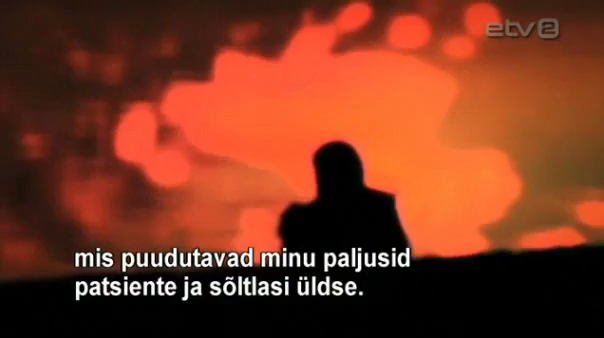 etv2
mis puudutavad minu paljusid
patsiente ja sõltlasi üldse.